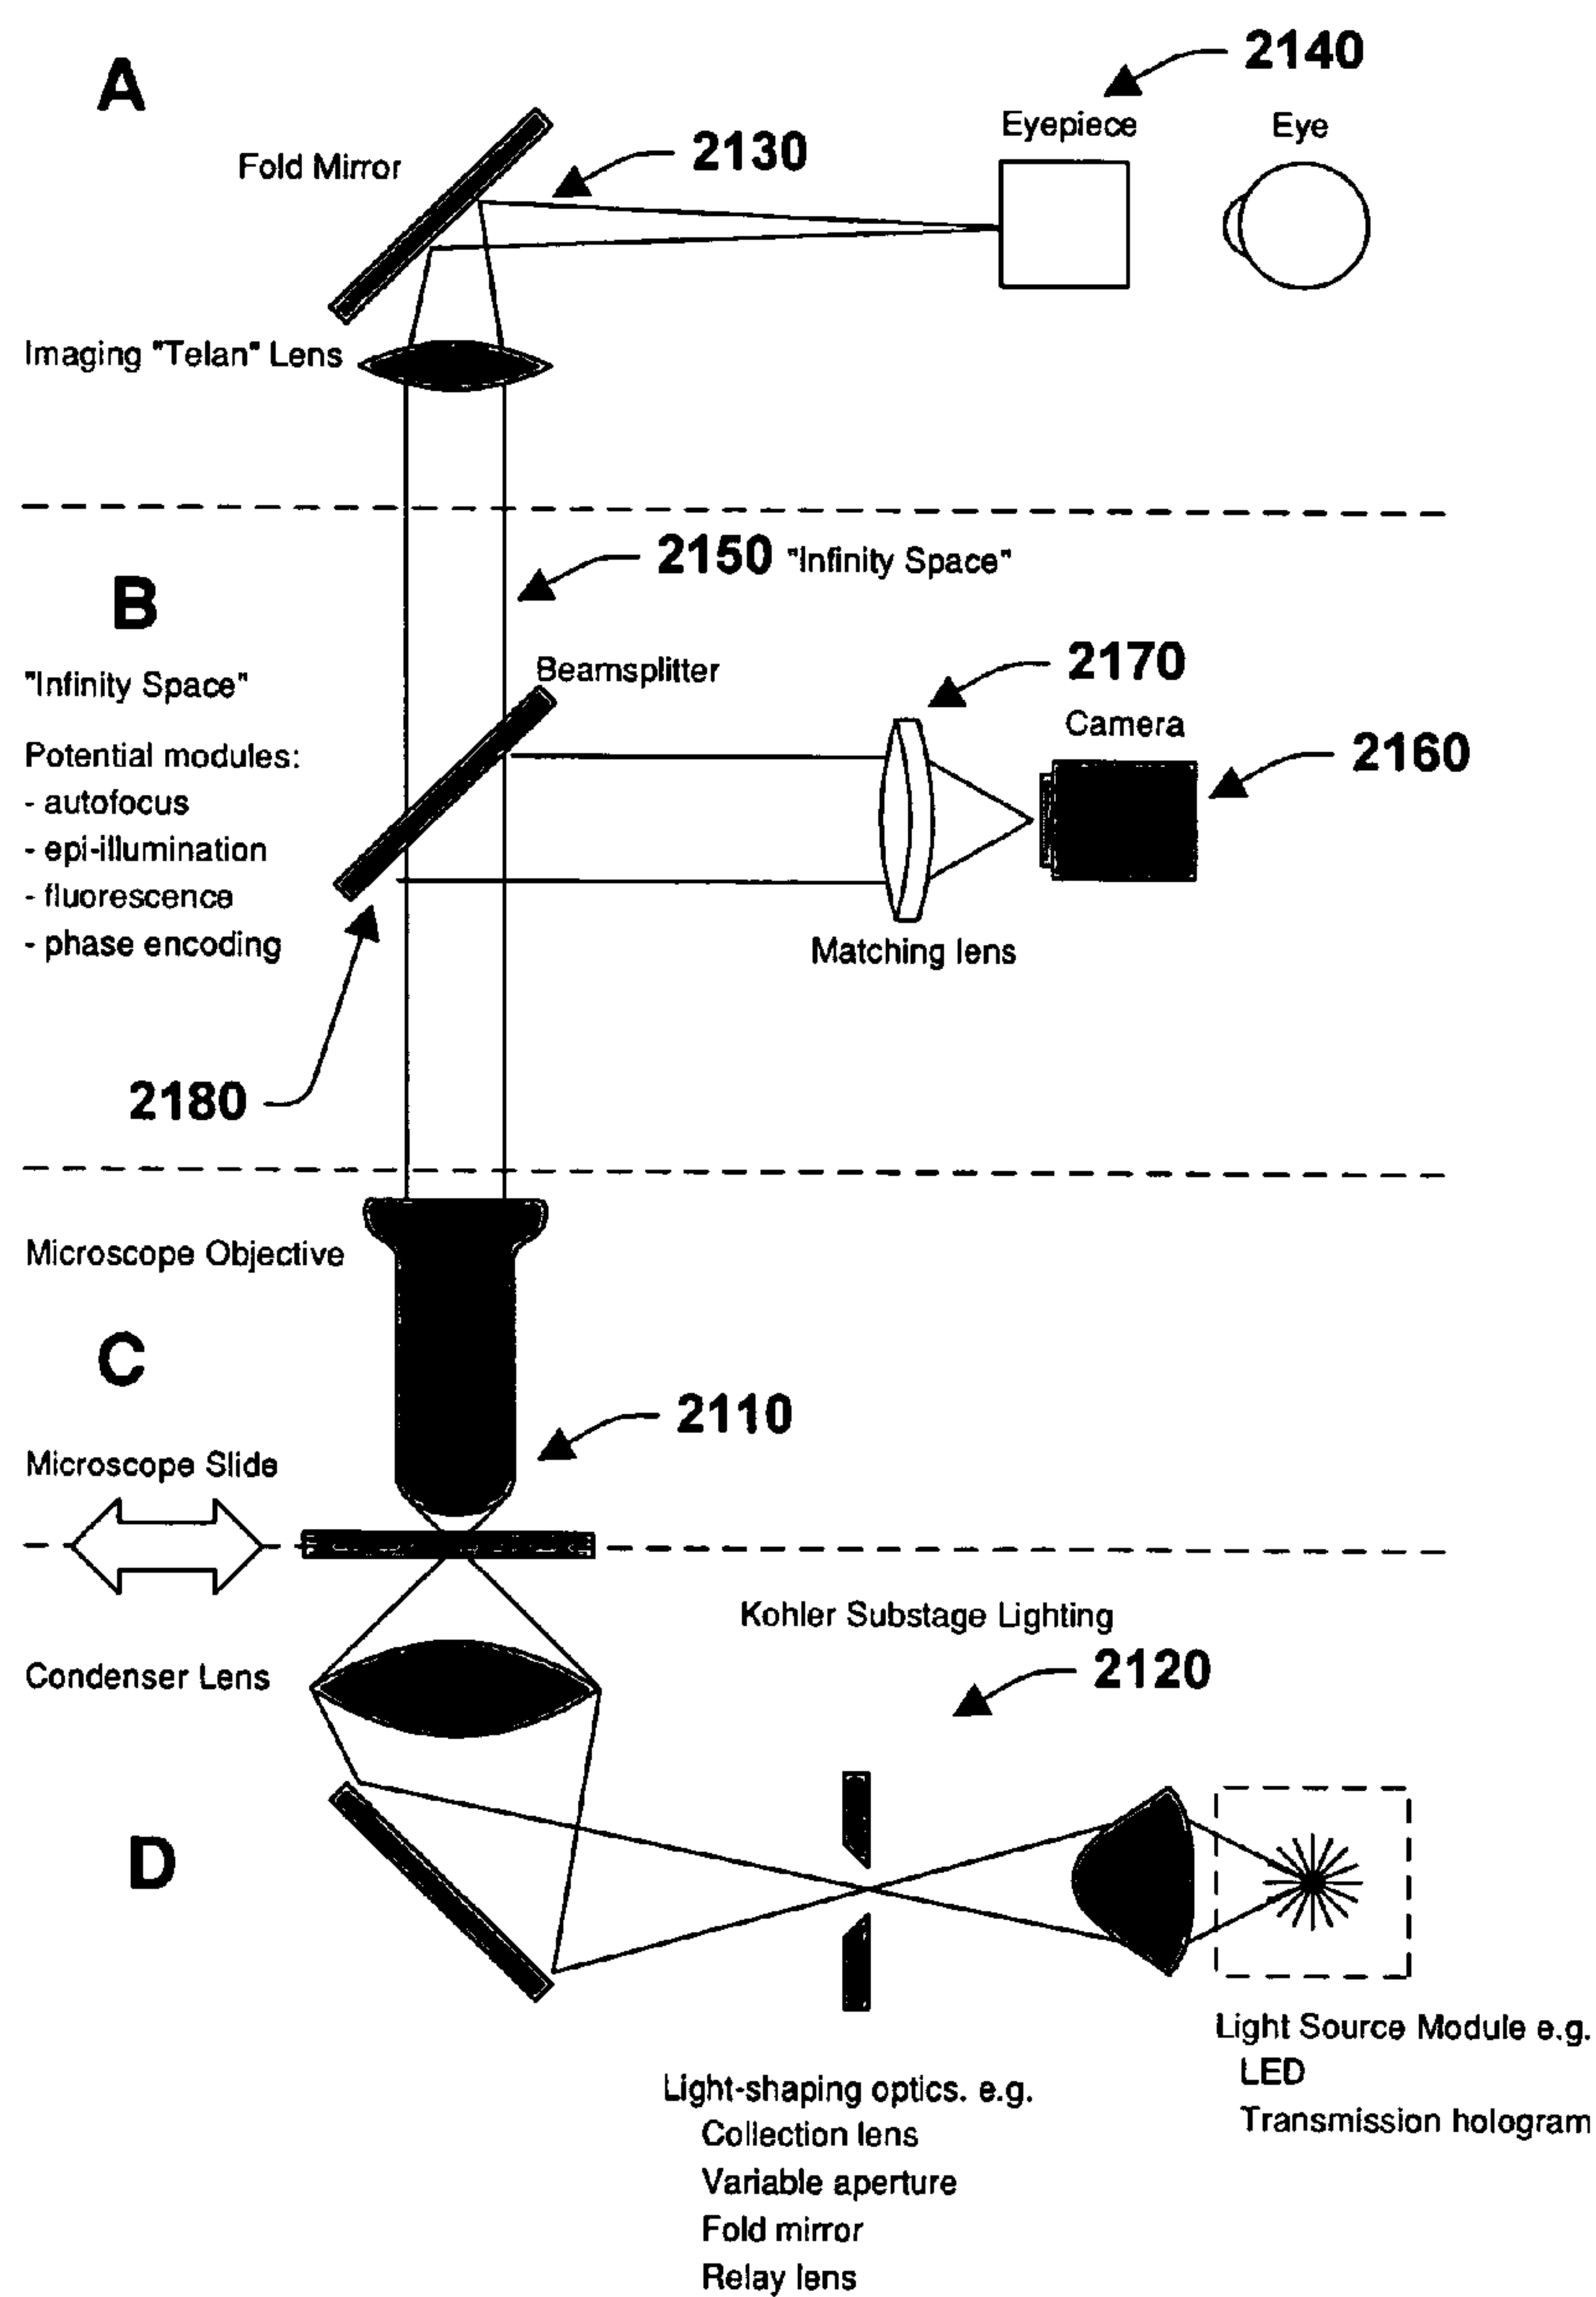 A
2140
Eyepiece
Eye
Fold Mirror
2130
Imaging "Telan" Lens
2150 "Infinity Space"
B
"Infinity Space"
Beamsplitter
2170
Camera
2160
Potential modules:
- autofocus
- epi-illumination
- fluorescence
- phase encoding
Matching lens
2180
Microscope Objective
C
2110
Microscope Slide
Kohler Substage Lighting
2120
Condenser Lens
D
Light Source Module e.g.
LED
Transmission hologram
Light-shaping optics. e.g.
Collection lens
Variable aperture
Fold mirror
Relay lens